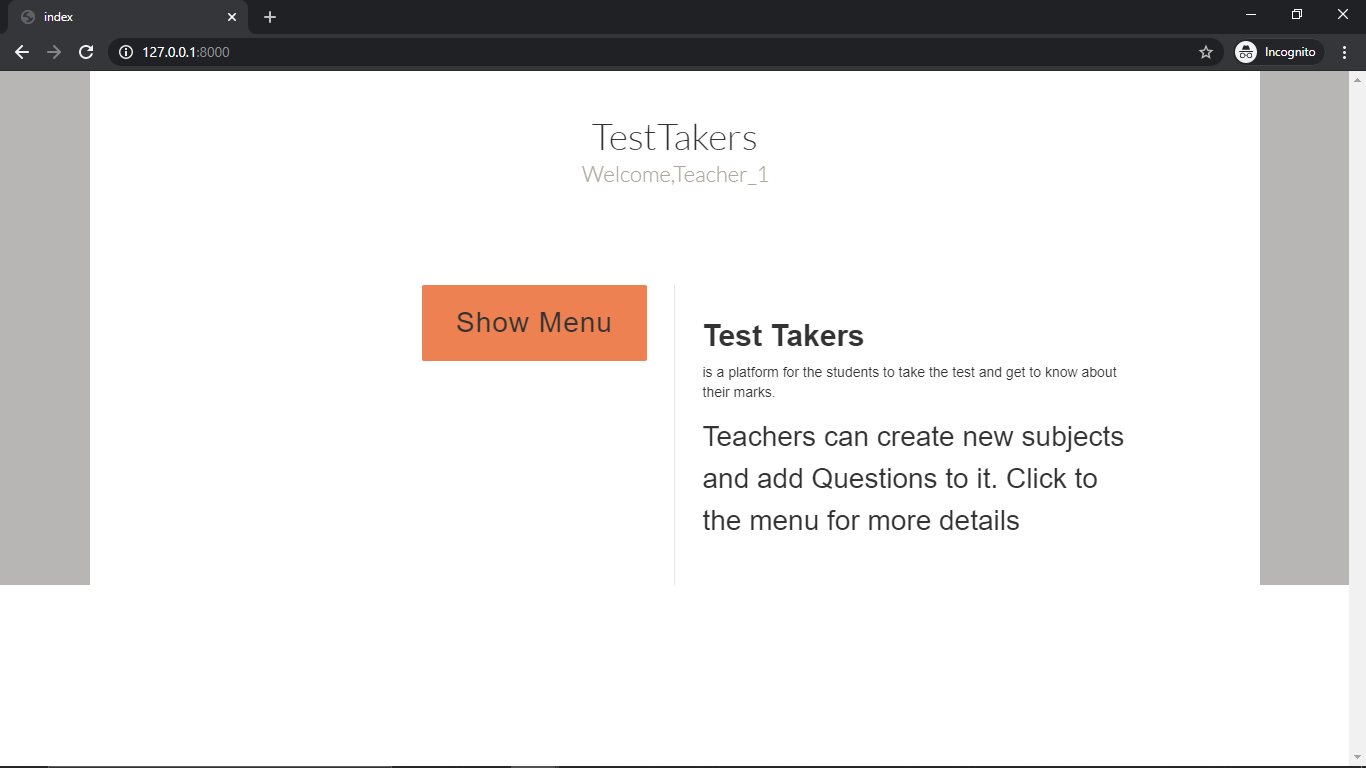 index
127.0.0.1:8000
Incognito
TestTakers
Welcome,Teacher_1
Show Menu
Test Takers
is a platform for the students to take the test and get to know about
their marks.
Teachers can create new subjects
and add Questions to it. Click to
the menu for more details